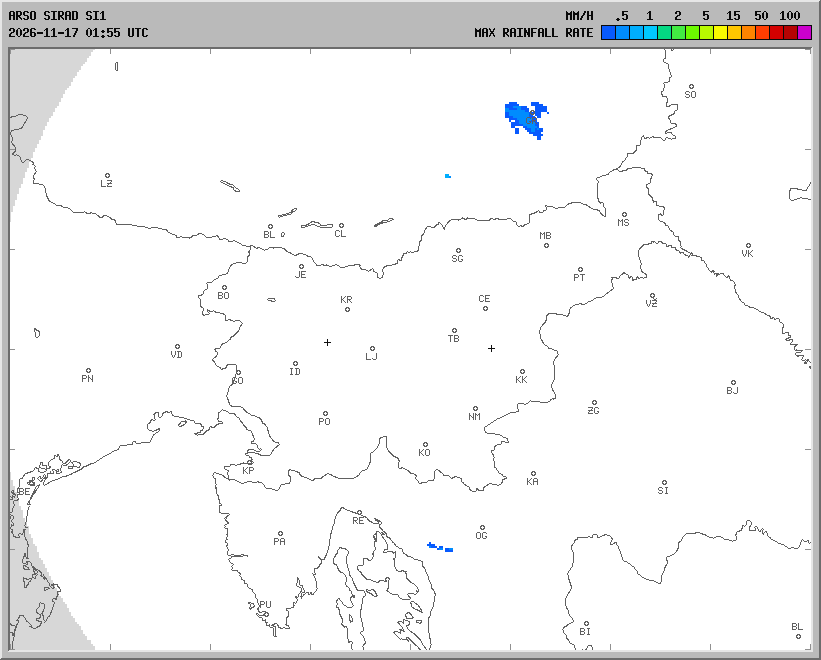 ARSO SIRAD SI1
MM/H .5 1 2 5 15 50 100
2026-11-17 01:55 UTC
MAX RAINFALL RATE
SO
LZ
MS
BL
CL
MB
VK
SG
JE
PT
BO
KR
CE
VZ
TB
VD
LJ
ID
PN
GO
KK
BJ
NM
ZG
PO
KO
KP
KA
BE
SI
RE
OG
PA
PU
BI
BL